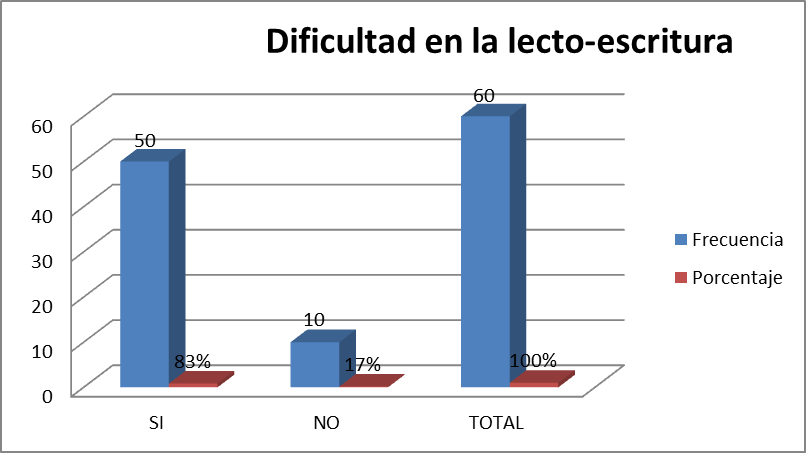 Dificultad en la lecto-escritura
60
50
40
30
20
10
0
50
83%
10
17%
60
100%
SI
NO
TOTAL
Frecuencia
Porcentaje